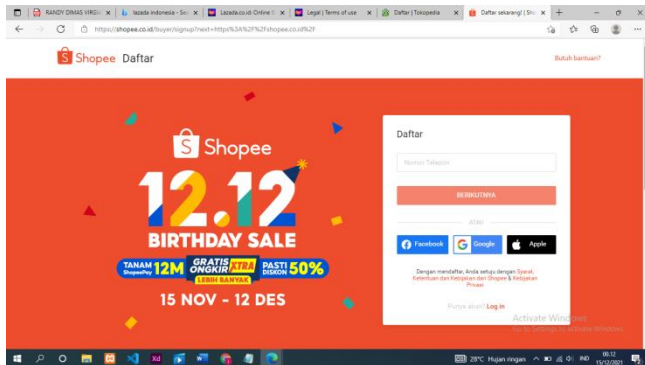 RANDY DIMAS VIRGI
lazada indonesia - Se
Lazada.co.id: Online S
Legal | Terms of use
Daftar | Tokopedia
Daftar sekarang! | Sho
https://shopee.co.id/buyer/signup?next=https%3A%2F%2Fshopee.co.id%2F
Shopee Daftar
Butuh bantuan?
Shopee
12.12
BIRTHDAY SALE
TANAM ShopeePay 12M
GRATIS ONGKIR XTRA
LEBIH BANYAK
PASTI DISKON 50%
15 NOV - 12 DES
Daftar
Nomor Telepon
BERIKUTNYA
ATAU
Facebook
Google
Apple
Dengan mendaftar, Anda setuju dengan Syarat,
Ketentuan dan Kebijakan dari Shopee & Kebijakan
Privasi
Punya akun? Log in
Activate Windows
Go to Settings to activate Windows.
28°C Hujan ringan
IND
06.12
15/12/2021